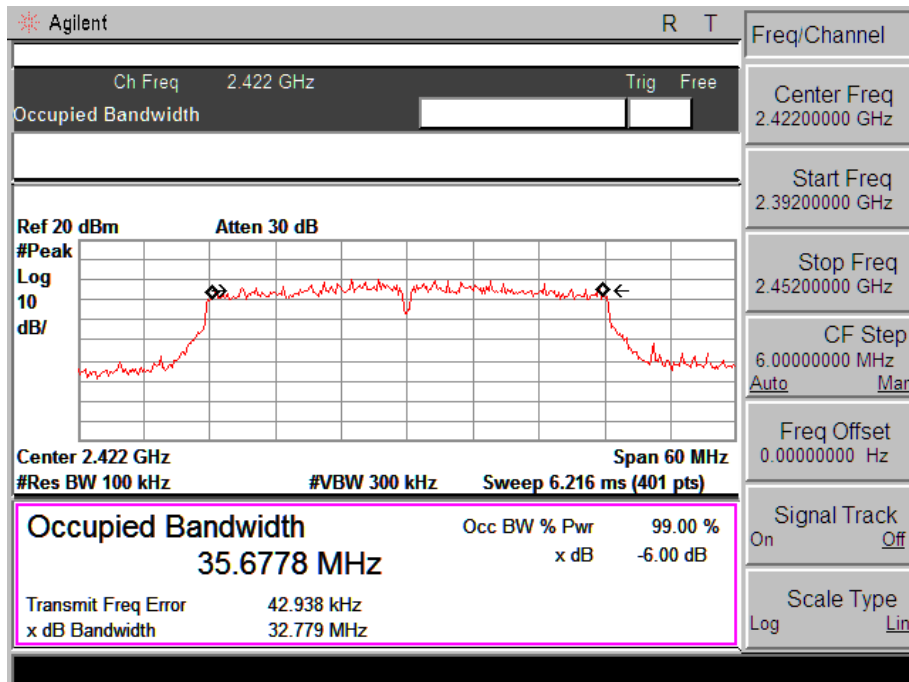 Agilent R T
Ch Freq 2.422 GHz Trig Free
Occupied Bandwidth
Ref 20 dBm Atten 30 dB
#Peak
Log
10
dB/
Center 2.422 GHz Span 60 MHz
#Res BW 100 kHz #VBW 300 kHz Sweep 6.216 ms (401 pts)
Occupied Bandwidth Occ BW % Pwr 99.00 %
35.6778 MHz x dB -6.00 dB
Transmit Freq Error 42.938 kHz
x dB Bandwidth 32.779 MHz
Freq/Channel
Center Freq
2.42200000 GHz
Start Freq
2.39200000 GHz
Stop Freq
2.45200000 GHz
CF Step
6.00000000 MHz
Auto Man
Freq Offset
0.00000000 Hz
Signal Track
On Off
Scale Type
Log Lin